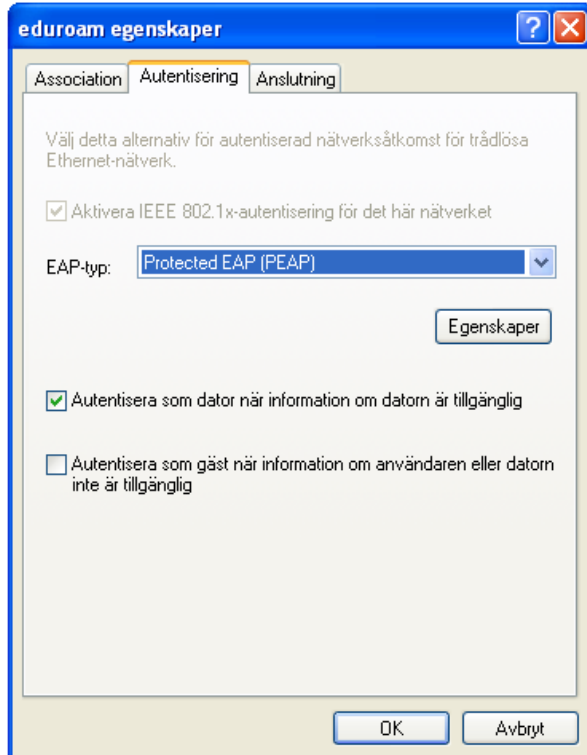 eduroam egenskaper
Association Autentisering Anslutning
Välj detta alternativ för autentiserad nätverksåtkomst för trådlösa
Ethernet-nätverk.
Aktivera IEEE 802.1x-autentisering för det här nätverket
EAP-typ: Protected EAP (PEAP)
Egenskaper
Autentisera som dator när information om datorn är tillgänglig
Autentisera som gäst när information om användaren eller datorn
inte är tillgänglig
OK Avbryt